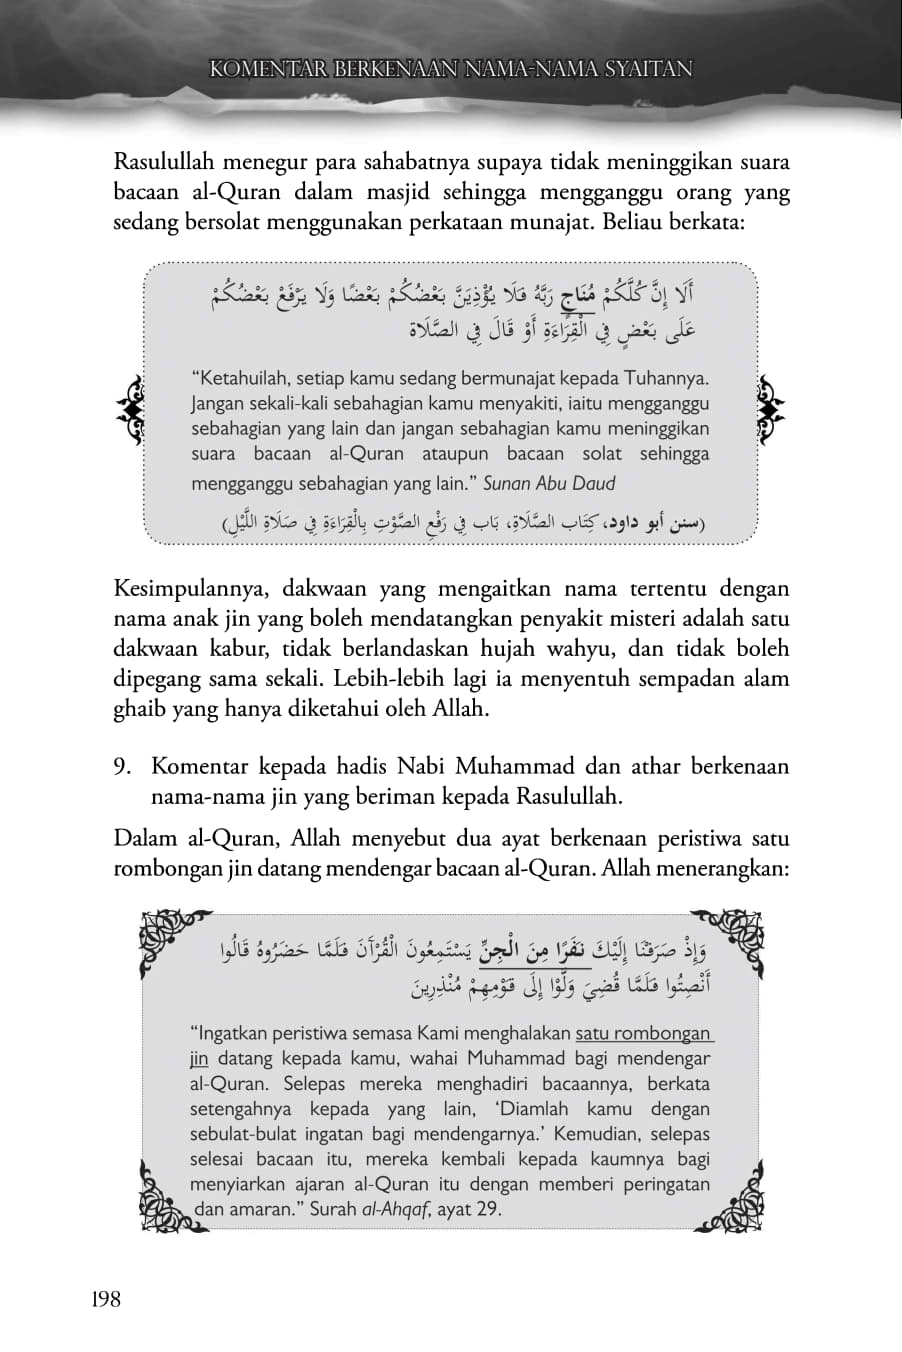 KOMENTAR BERKENAAN NAMA-NAMA SYAITAN
Rasulullah menegur para sahabatnya supaya tidak meninggikan suara
bacaan al-Quran dalam masjid sehingga mengganggu orang yang
sedang bersolat menggunakan perkataan munajat. Beliau berkata:
أَلَا إِنَّ كُلَّكُمْ مُنَاجٍ رَبَّهُ فَلَا يُؤْذِيَنَّ بَعْضُكُمْ بَعْضًا وَلَا يَرْفَعْ بَعْضُكُمْ
عَلَى بَعْضٍ فِي الْقِرَاءَةِ أَوْ قَالَ فِي الصَّلَاة
“Ketahuilah, setiap kamu sedang bermunajat kepada Tuhannya.
Jangan sekali-kali sebahagian kamu menyakiti, iaitu mengganggu
sebahagian yang lain dan jangan sebahagian kamu meninggikan
suara bacaan al-Quran ataupun bacaan solat sehingga
mengganggu sebahagian yang lain.” Sunan Abu Daud
(سنن أبو داود، كِتَاب الصَّلَاةِ، بَاب فِي رَفْعِ الصَّوْتِ بِالْقِرَاءَةِ فِي صَلَاةِ اللَّيْلِ)
Kesimpulannya, dakwaan yang mengaitkan nama tertentu dengan
nama anak jin yang boleh mendatangkan penyakit misteri adalah satu
dakwaan kabur, tidak berlandaskan hujah wahyu, dan tidak boleh
dipegang sama sekali. Lebih-lebih lagi ia menyentuh sempadan alam
ghaib yang hanya diketahui oleh Allah.
9. Komentar kepada hadis Nabi Muhammad dan athar berkenaan
nama-nama jin yang beriman kepada Rasulullah.
Dalam al-Quran, Allah menyebut dua ayat berkenaan peristiwa satu
rombongan jin datang mendengar bacaan al-Quran. Allah menerangkan:
وَإِذْ صَرَفْنَا إِلَيْكَ نَفَرًا مِنَ الْجِنِّ يَسْتَمِعُونَ الْقُرْآَنَ فَلَمَّا حَضَرُوهُ قَالُوا
أَنْصِتُوا فَلَمَّا قُضِيَ وَلَّوْا إِلَى قَوْمِهِمْ مُنْذِرِينَ
“Ingatkan peristiwa semasa Kami menghalakan satu rombongan
jin datang kepada kamu, wahai Muhammad bagi mendengar
al-Quran. Selepas mereka menghadiri bacaannya, berkata
setengahnya kepada yang lain, ‘Diamlah kamu dengan
sebulat-bulat ingatan bagi mendengarnya.’ Kemudian, selepas
selesai bacaan itu, mereka kembali kepada kaumnya bagi
menyiarkan ajaran al-Quran itu dengan memberi peringatan
dan amaran.” Surah al-Ahqaf, ayat 29.
198